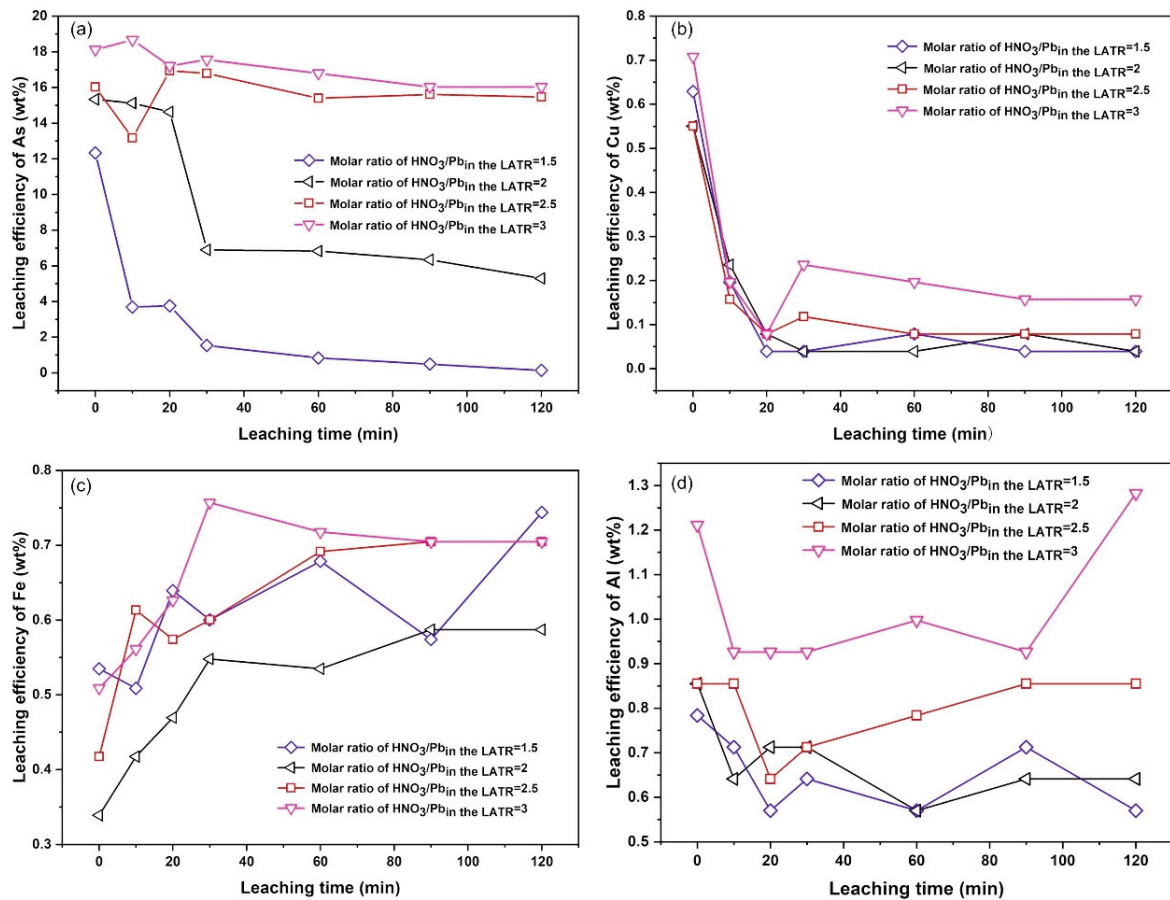 (a)
20
18
16
14
12
10
8
6
4
2
0
Leaching efficiency of As (wt%)
Molar ratio of HNO3/Pbin the LATR=1.5
Molar ratio of HNO3/Pbin the LATR=2
Molar ratio of HNO3/Pbin the LATR=2.5
Molar ratio of HNO3/Pbin the LATR=3
0 20 40 60 80 100 120
Leaching time (min)
(b)
0.8
0.7
0.6
0.5
0.4
0.3
0.2
0.1
0.0
Leaching efficiency of Cu (wt%)
Molar ratio of HNO3/Pbin the LATR=1.5
Molar ratio of HNO3/Pbin the LATR=2
Molar ratio of HNO3/Pbin the LATR=2.5
Molar ratio of HNO3/Pbin the LATR=3
0 20 40 60 80 100 120
Leaching time (min）
(c)
0.8
0.7
0.6
0.5
0.4
0.3
Leaching efficiency of Fe (wt%)
Molar ratio of HNO3/Pbin the LATR=1.5
Molar ratio of HNO3/Pbin the LATR=2
Molar ratio of HNO3/Pbin the LATR=2.5
Molar ratio of HNO3/Pbin the LATR=3
0 20 40 60 80 100 120
Leaching time (min)
(d)
1.3
1.2
1.1
1.0
0.9
0.8
0.7
0.6
0.5
Leaching efficiency of Al (wt%)
Molar ratio of HNO3/Pbin the LATR=1.5
Molar ratio of HNO3/Pbin the LATR=2
Molar ratio of HNO3/Pbin the LATR=2.5
Molar ratio of HNO3/Pbin the LATR=3
0 20 40 60 80 100 120
Leaching time (min)